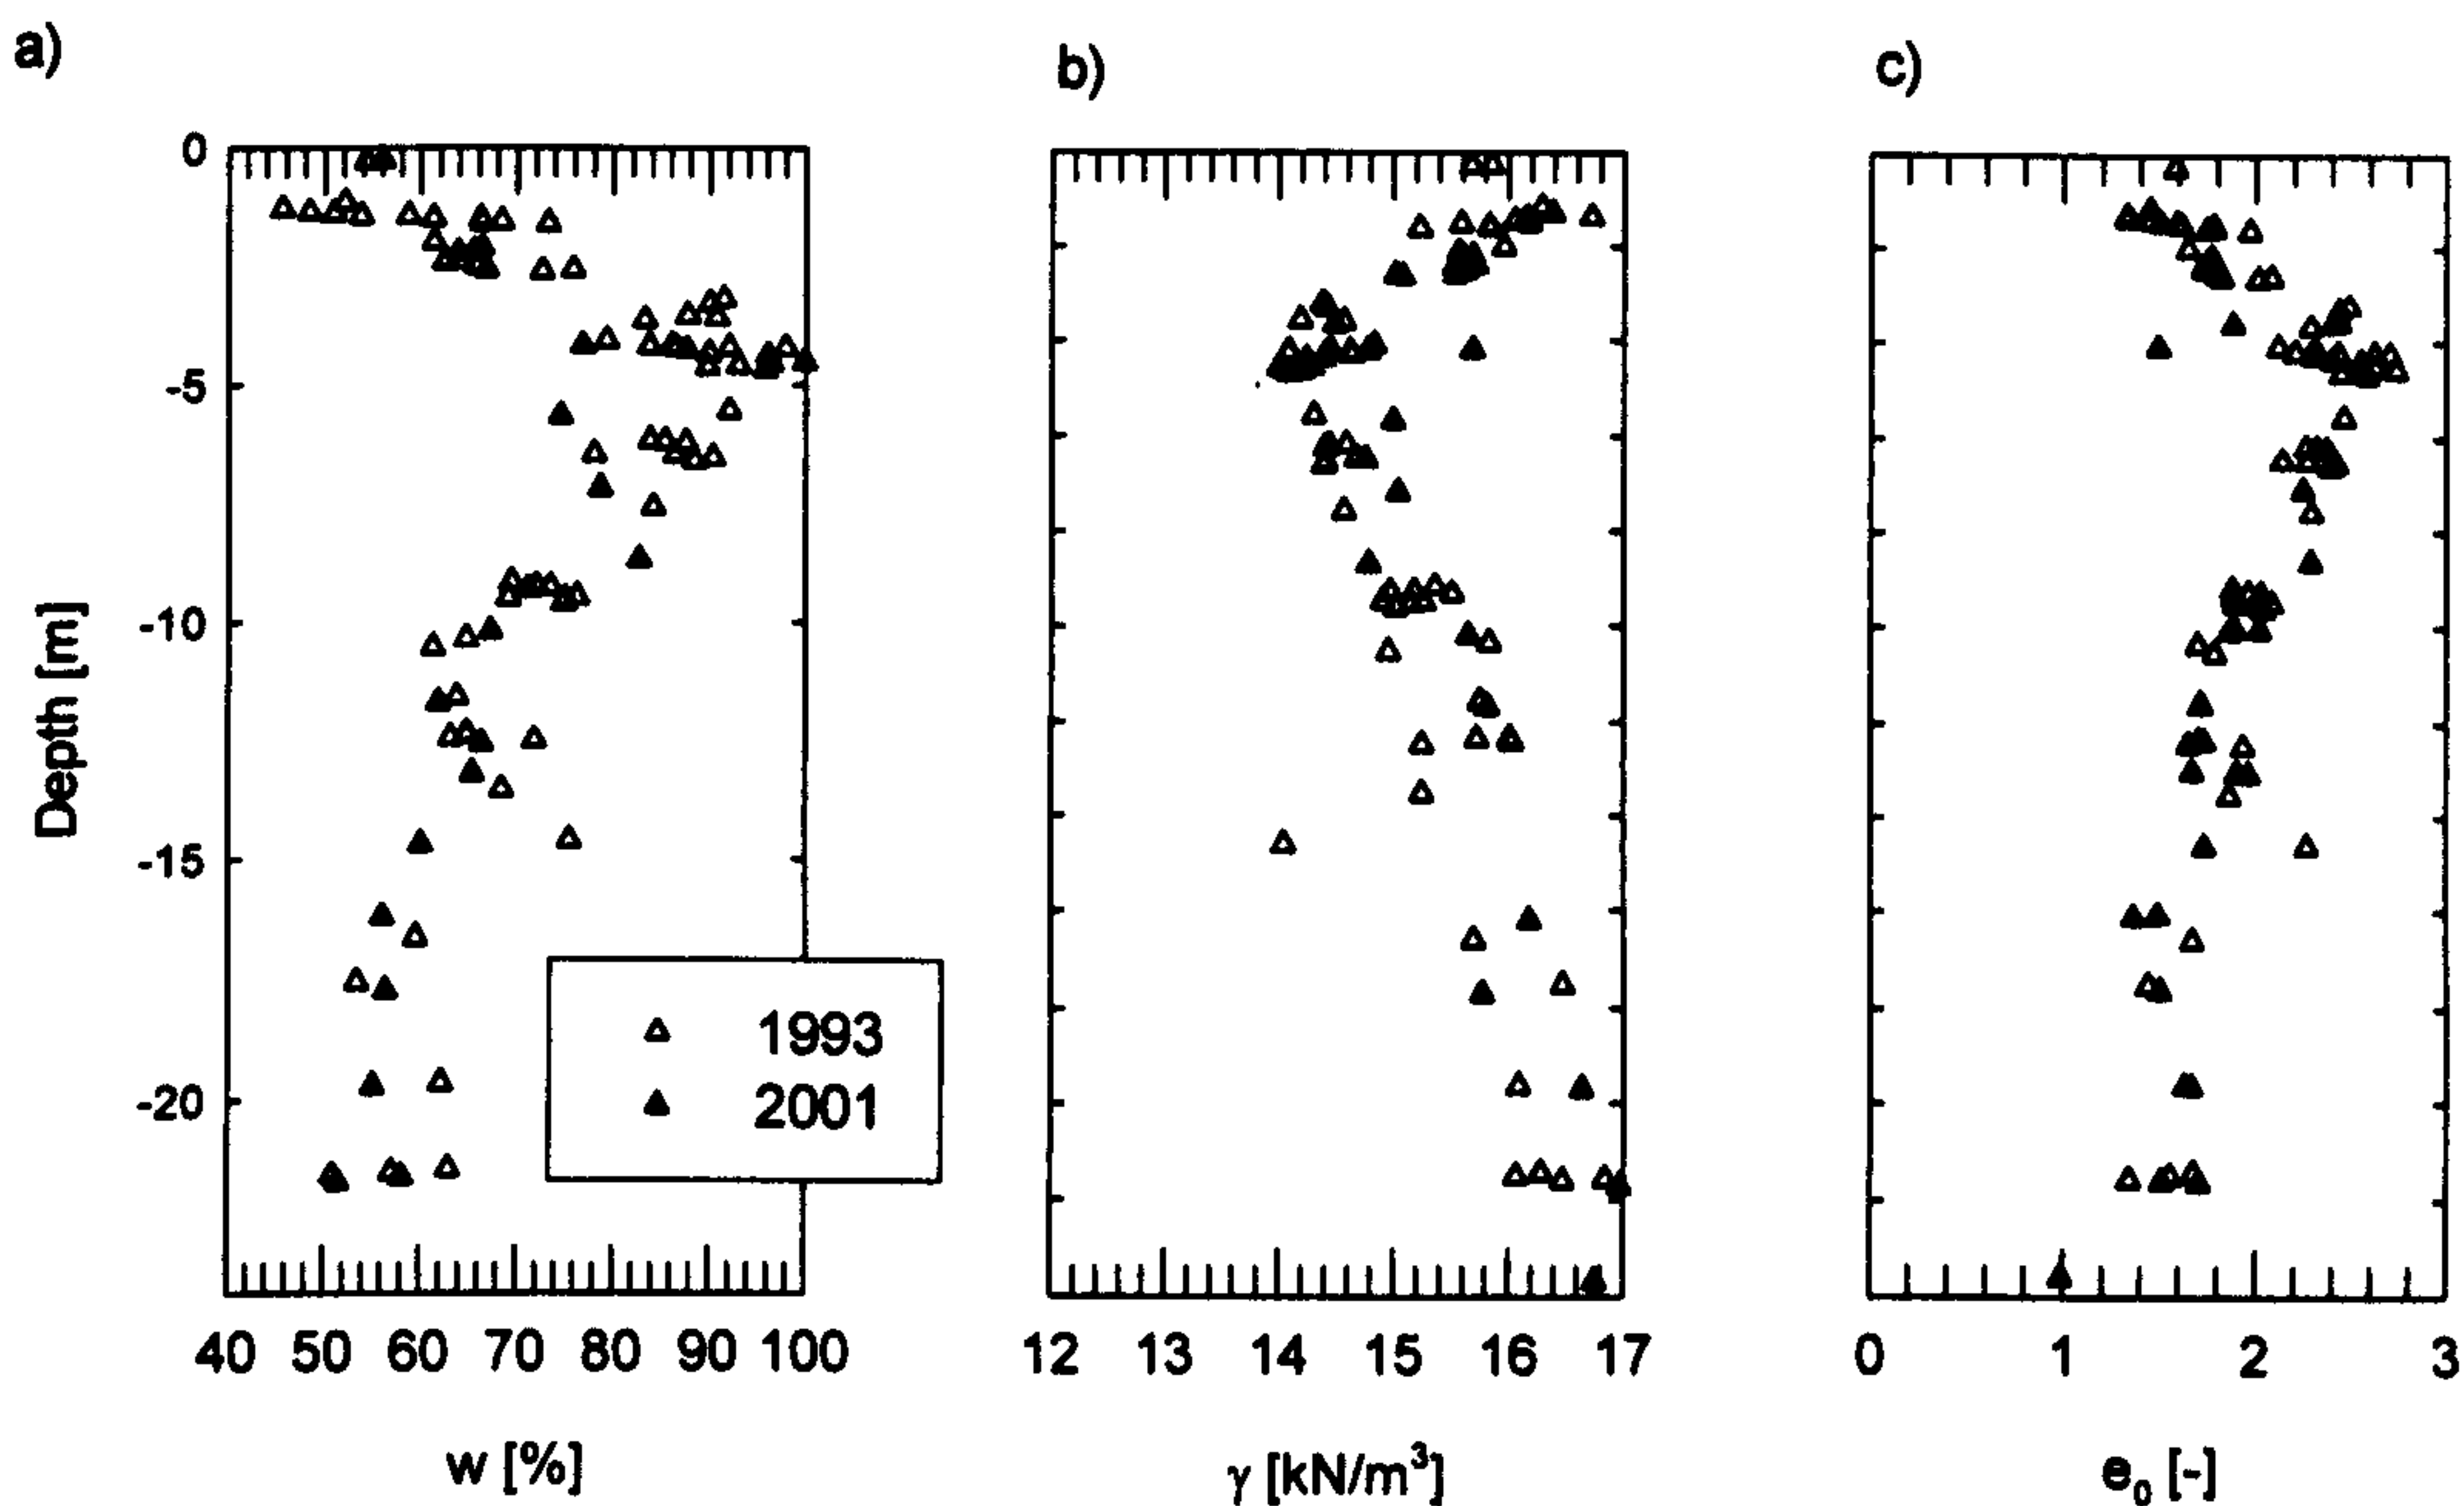 a)
b)
c)
0
-5
-10
-15
-20
Depth [m]
1993
2001
40 50 60 70 80 90 100
12 13 14 15 16 17
0 1 2 3
w [%]
γ [kN/m³]
e₀ [-]